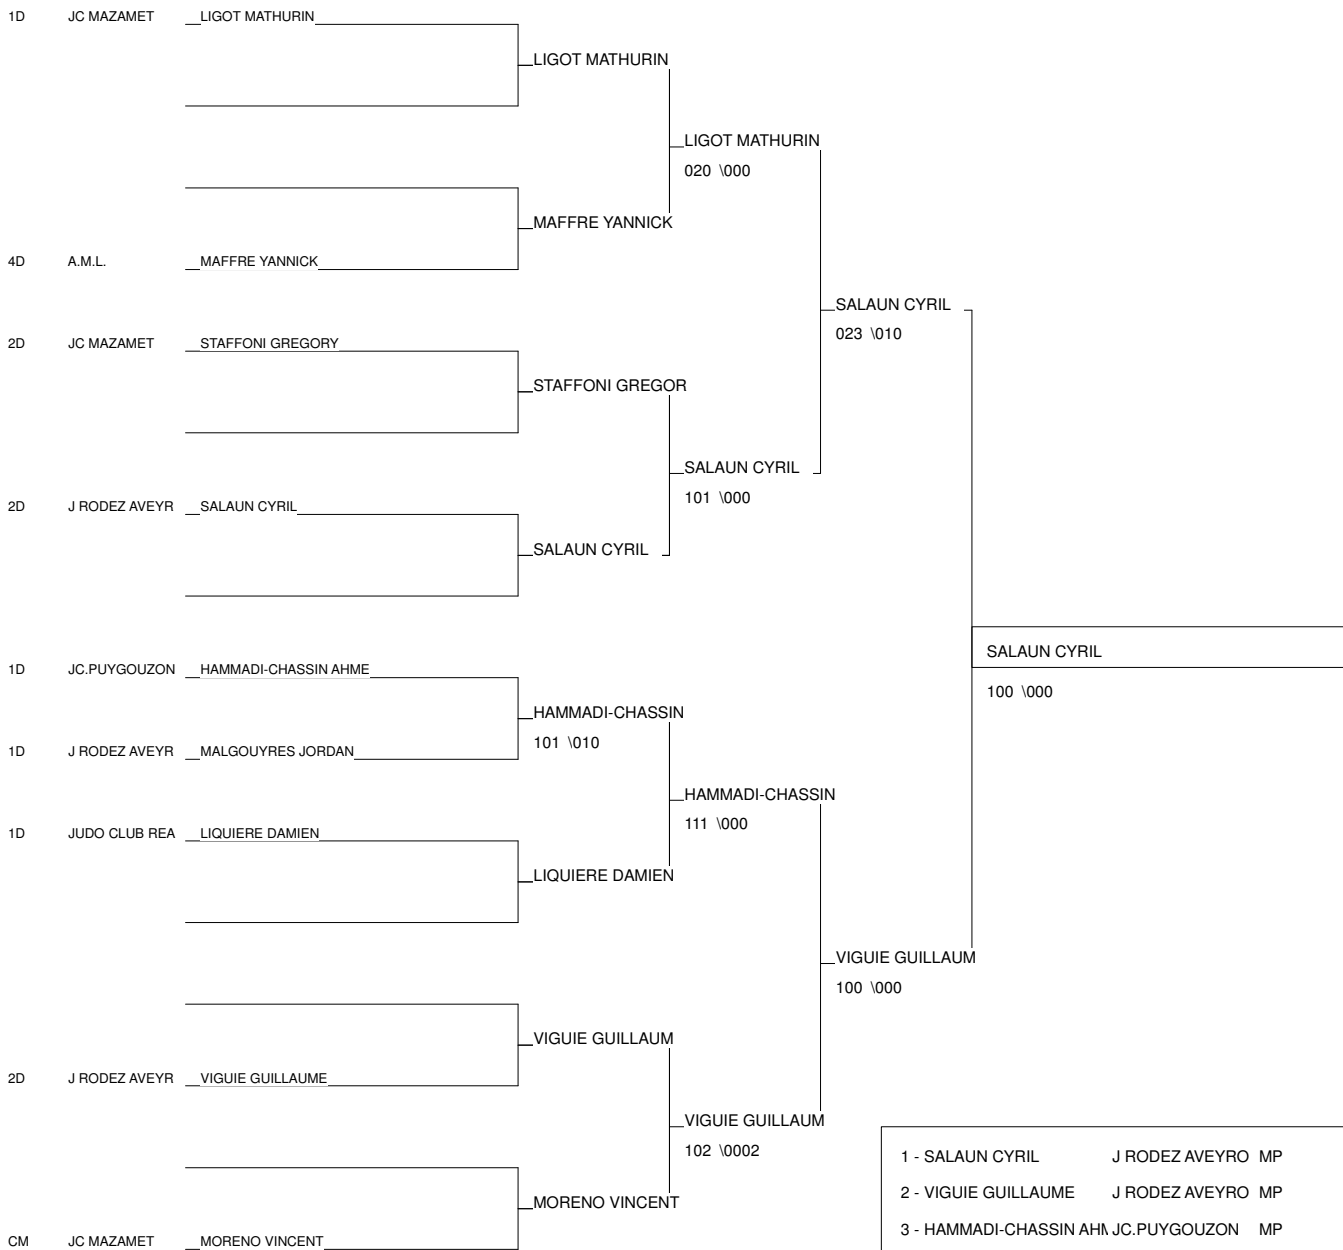 1D JC MAZAMET LIGOT MATHURIN
LIGOT MATHURIN
LIGOT MATHURIN
020 \000
MAFFRE YANNICK
4D A.M.L. MAFFRE YANNICK
SALAUN CYRIL
023 \010
2D JC MAZAMET STAFFONI GREGORY
STAFFONI GREGOR
SALAUN CYRIL
101 \000
2D J RODEZ AVEYR SALAUN CYRIL
SALAUN CYRIL
SALAUN CYRIL
100 \000
1D JC.PUYGOUZON HAMMADI-CHASSIN AHME
HAMMADI-CHASSIN
101 \010
1D J RODEZ AVEYR MALGOUYRES JORDAN
HAMMADI-CHASSIN
111 \000
1D JUDO CLUB REA LIQUIERE DAMIEN
LIQUIERE DAMIEN
VIGUIE GUILLAUM
100 \000
VIGUIE GUILLAUM
2D J RODEZ AVEYR VIGUIE GUILLAUME
VIGUIE GUILLAUM
102 \0002
MORENO VINCENT
CM JC MAZAMET MORENO VINCENT
1 - SALAUN CYRIL J RODEZ AVEYRO MP
2 - VIGUIE GUILLAUME J RODEZ AVEYRO MP
3 - HAMMADI-CHASSIN AHM JC.PUYGOUZON MP